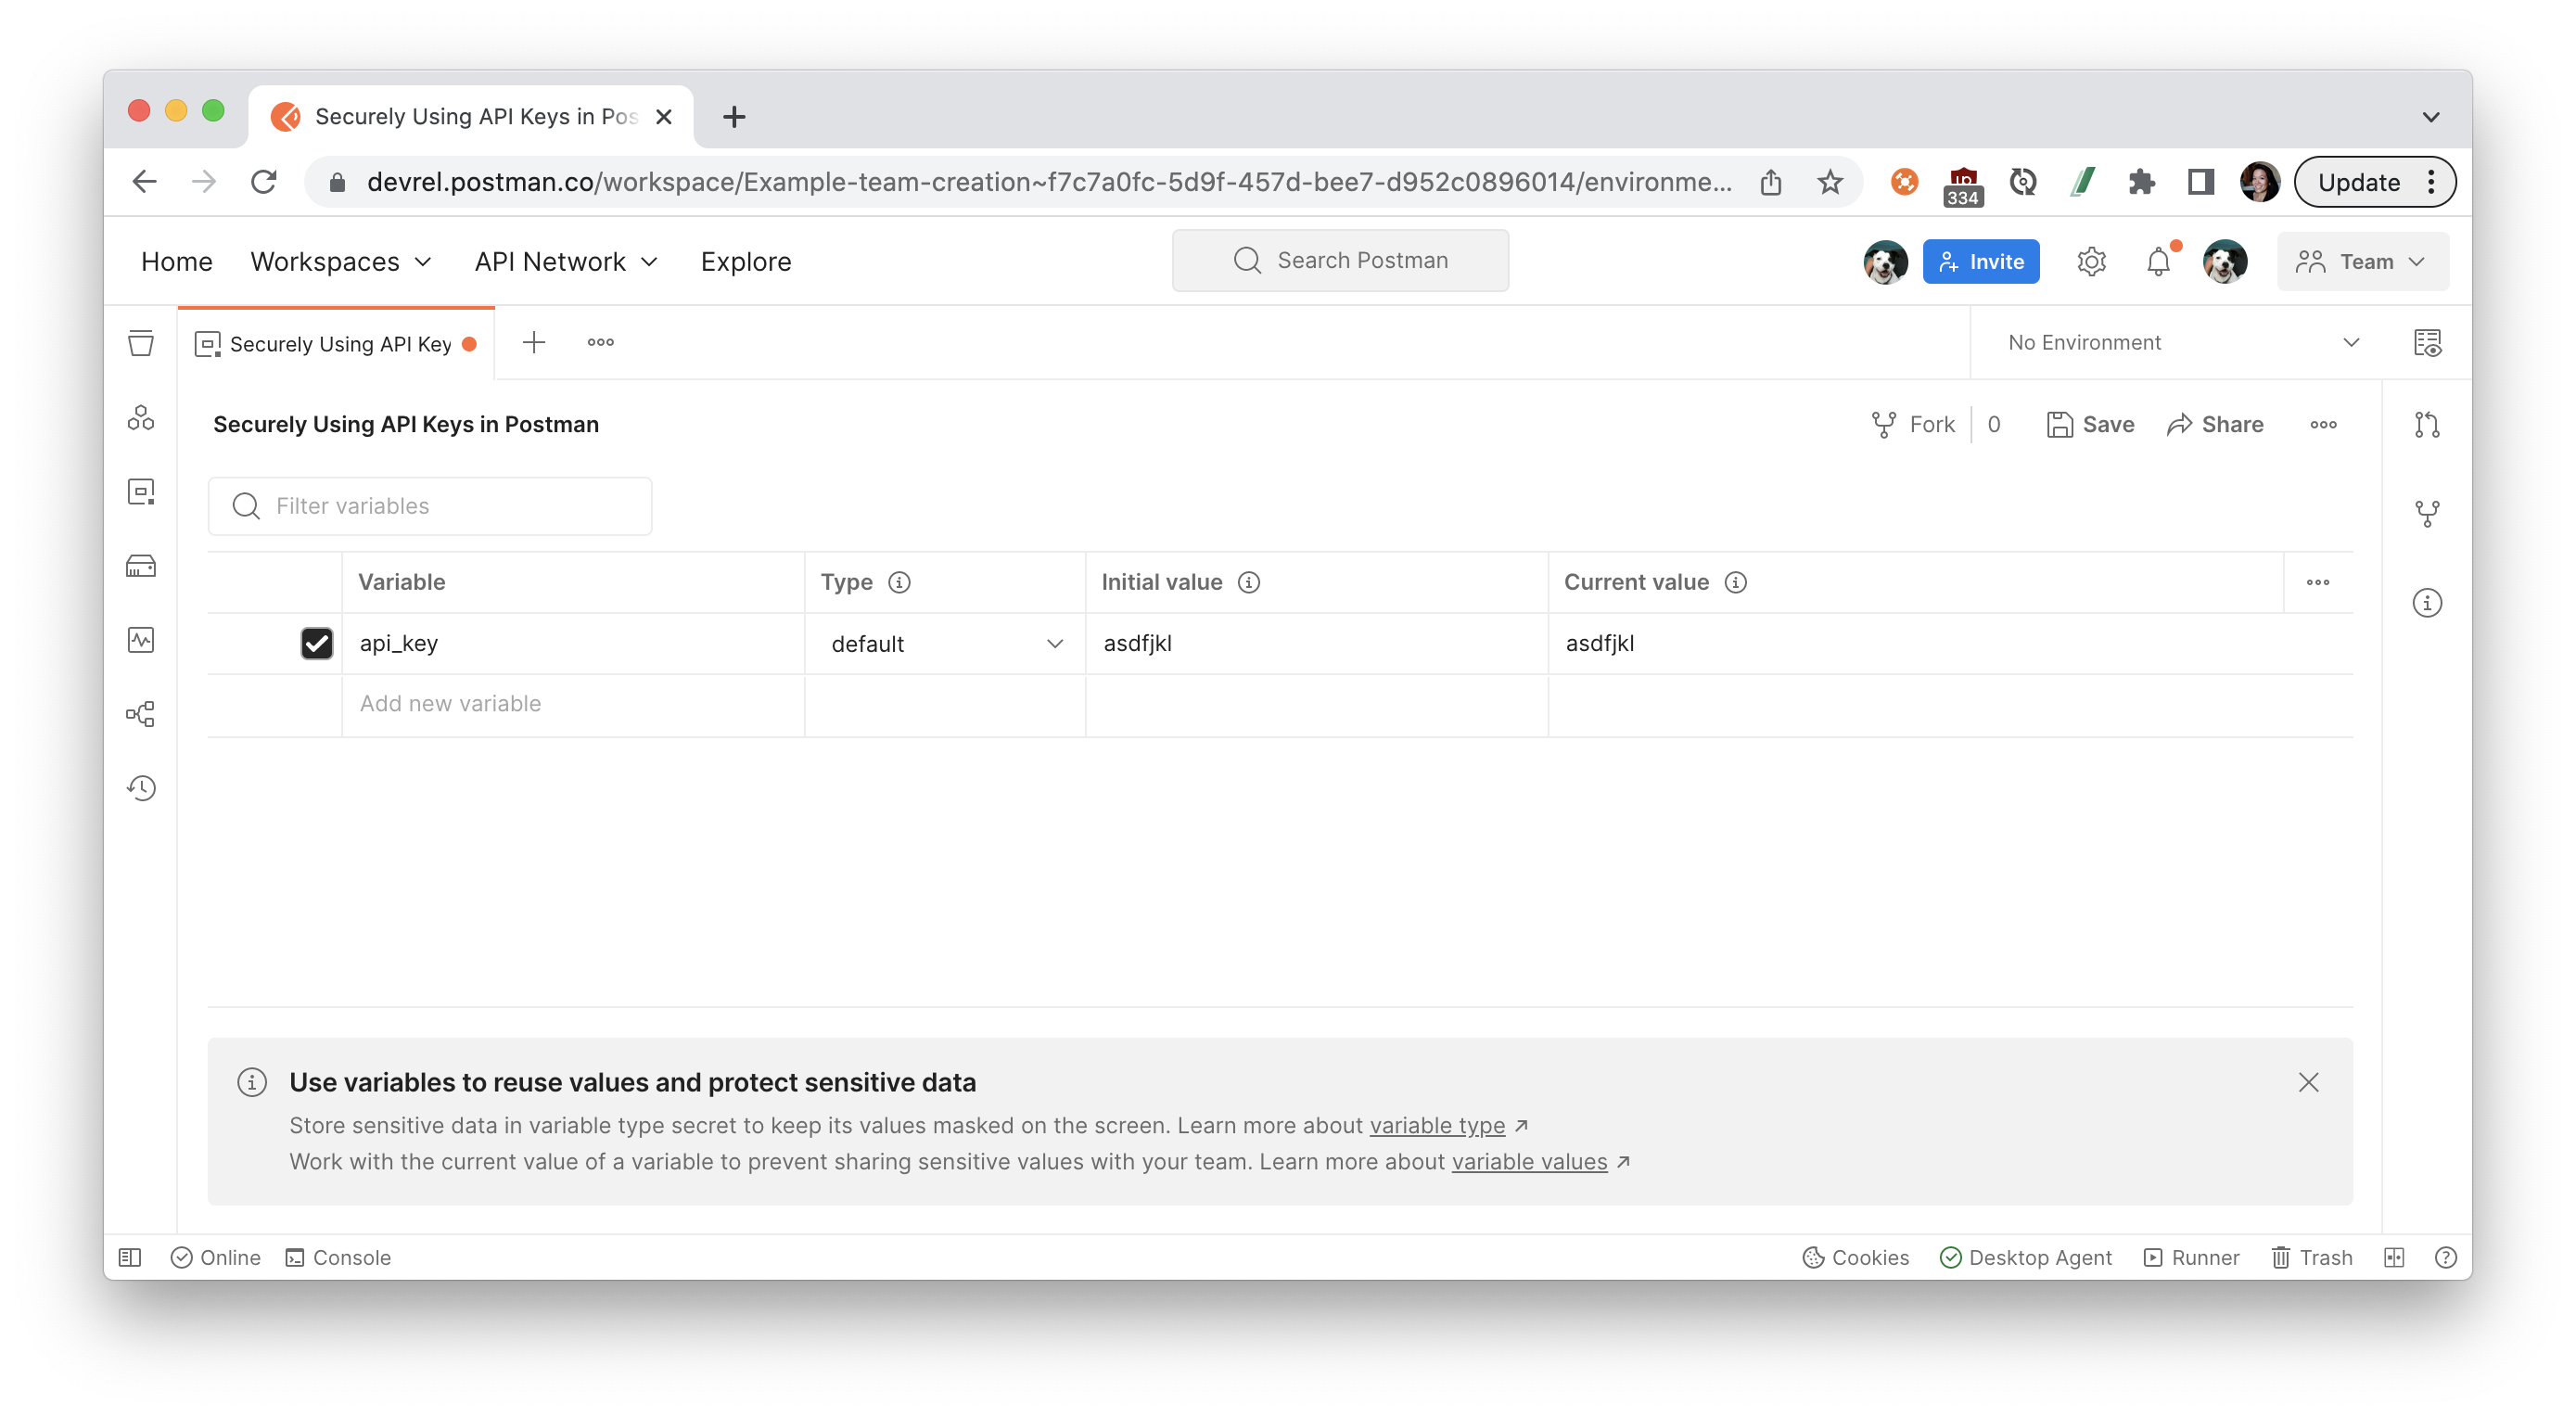 Securely Using API Keys in Pos
devrel.postman.co/workspace/Example-team-creation~f7c7a0fc-5d9f-457d-bee7-d952c0896014/environme...
334
Update
Home Workspaces API Network Explore
Search Postman
Invite
Team
Securely Using API Key
No Environment
Securely Using API Keys in Postman
Fork 0 Save Share
Filter variables
Variable Type Initial value Current value
api_key default asdfjkl asdfjkl
Add new variable
Use variables to reuse values and protect sensitive data
Store sensitive data in variable type secret to keep its values masked on the screen. Learn more about variable type ↗
Work with the current value of a variable to prevent sharing sensitive values with your team. Learn more about variable values ↗
Online Console Cookies Desktop Agent Runner Trash